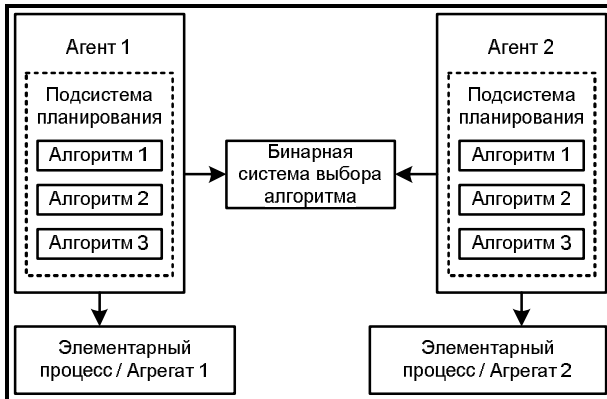 Агент 1
Подсистема
планирования
Алгоритм 1
Алгоритм 2
Алгоритм 3
Бинарная
система выбора
алгоритма
Агент 2
Подсистема
планирования
Алгоритм 1
Алгоритм 2
Алгоритм 3
Элементарный
процесс / Агрегат 1
Элементарный
процесс / Агрегат 2